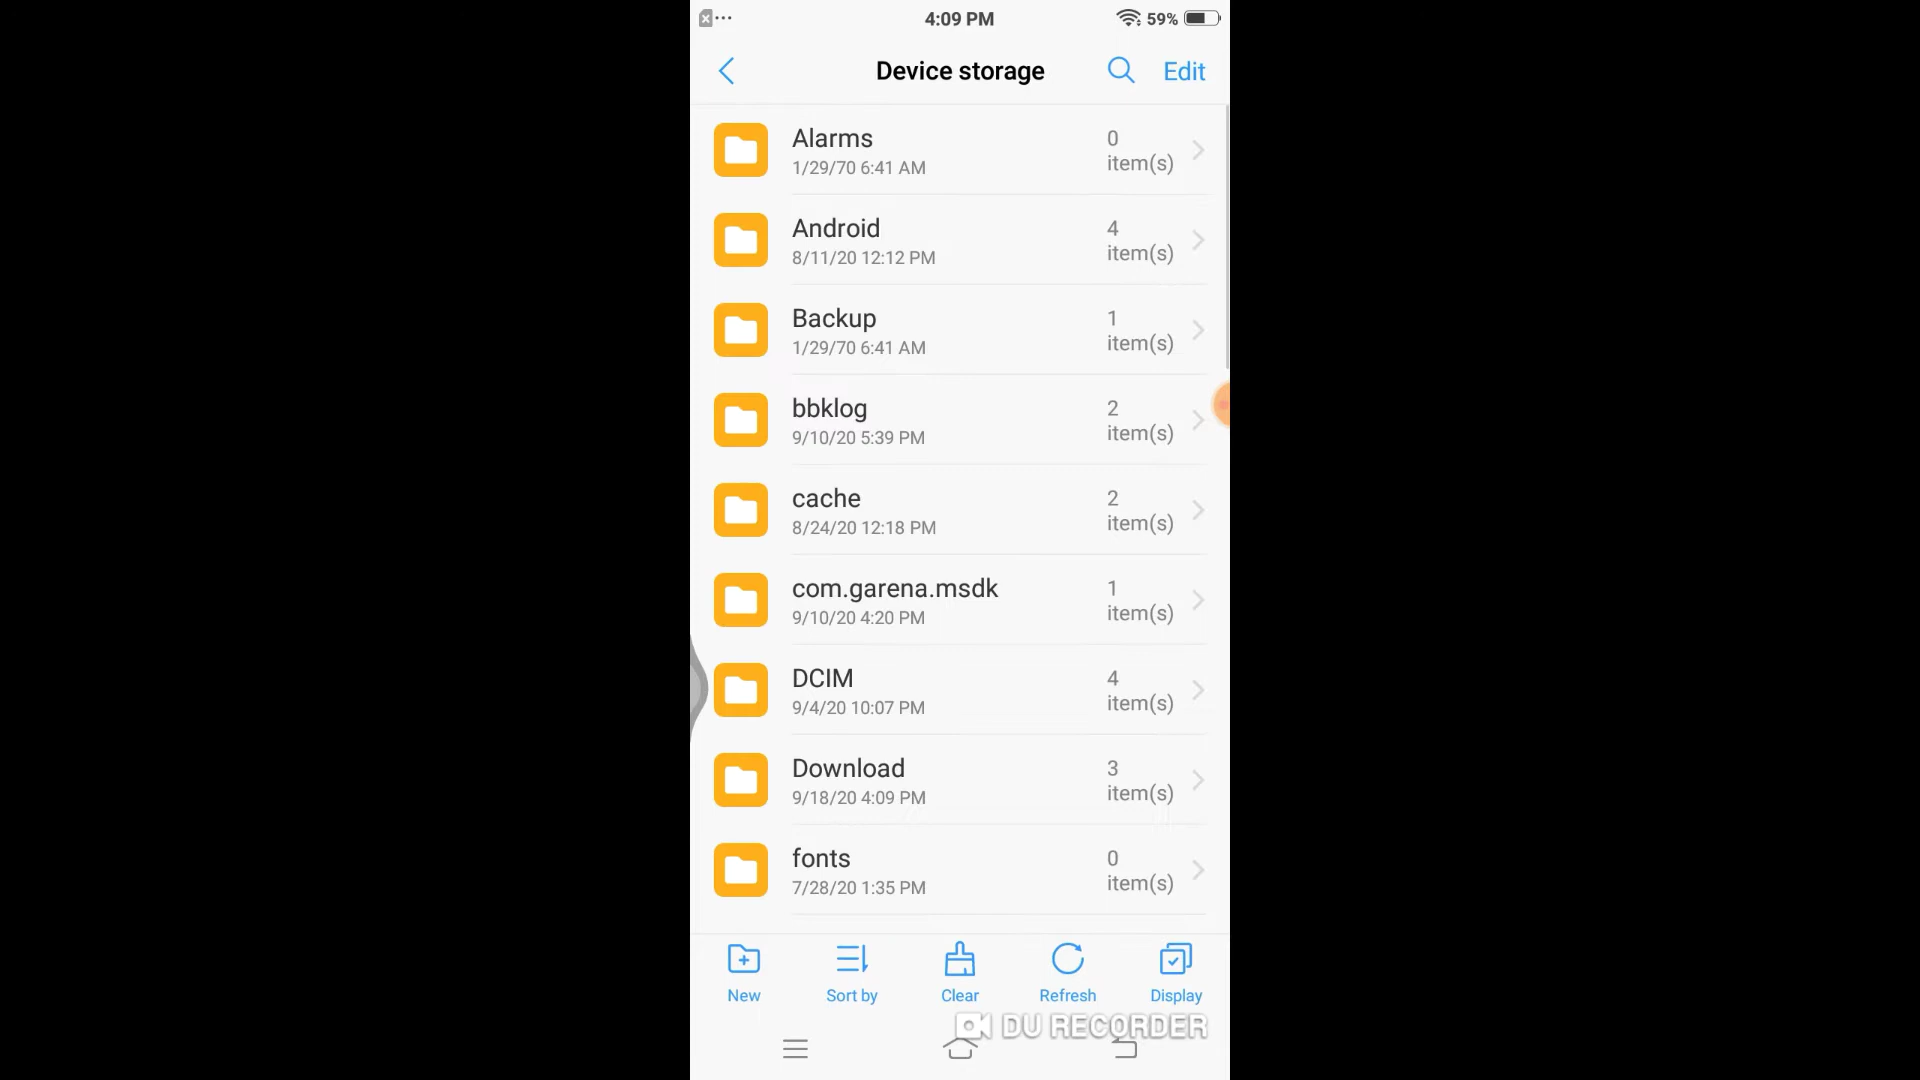 4:09 PM
59%
Device storage
Edit
Alarms
0
item(s)
1/29/70 6:41 AM
Android
4
item(s)
8/11/20 12:12 PM
Backup
1
item(s)
1/29/70 6:41 AM
bbklog
2
item(s)
9/10/20 5:39 PM
cache
2
item(s)
8/24/20 12:18 PM
com.garena.msdk
1
item(s)
9/10/20 4:20 PM
DCIM
4
item(s)
9/4/20 10:07 PM
Download
3
item(s)
9/18/20 4:09 PM
fonts
0
item(s)
7/28/20 1:35 PM
New
Sort by
Clear
Refresh
Display
DU RECORDER